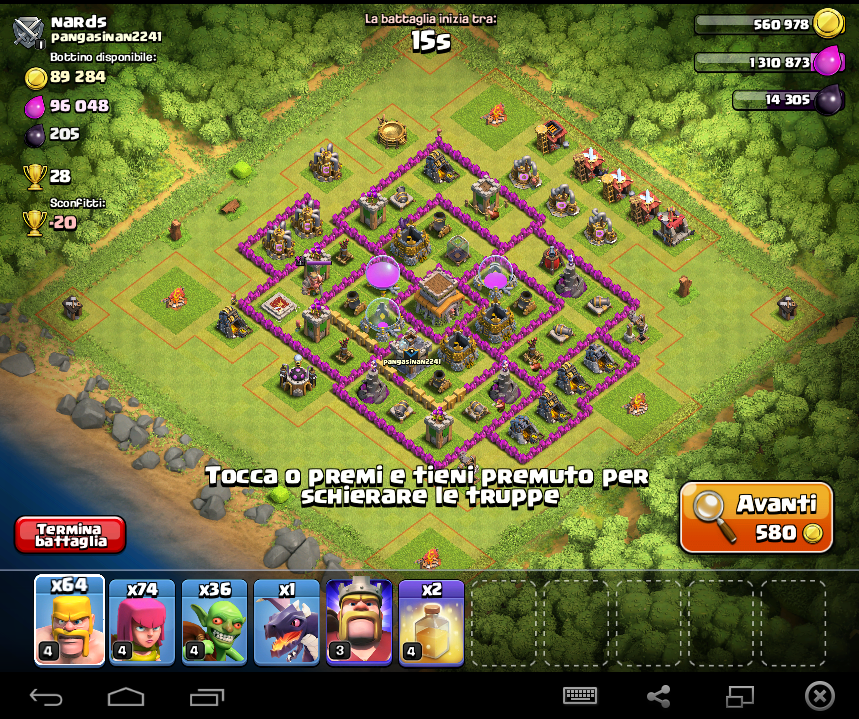 nards
pangasinan2241
Bottino disponibile:
89 284
96 048
205
28
Sconfitti:
-20
La battaglia inizia tra:
15s
560 978
1 310 873
14 305
pangasinan2241
Tocca o premi e tieni premuto per
schierare le truppe
Termina
battaglia
Avanti
580
x64
x74
x36
x1
x2
4
4
4
3
4